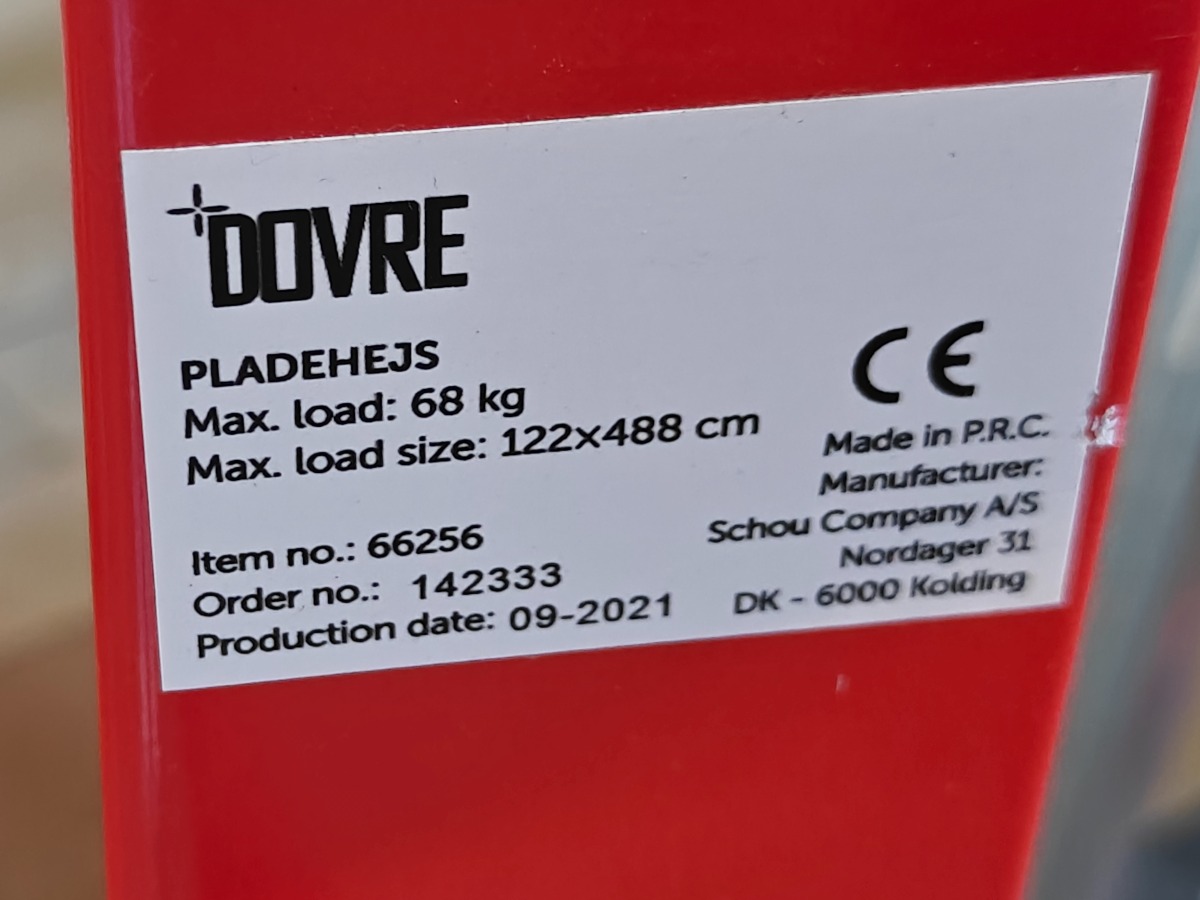 DOVRE
PLADEHEJS
Max. load: 68 kg
Max. load size: 122x488 cm
Item no.: 66256
Order no.: 142333
Production date: 09-2021
CE
Made in P.R.C.
Manufacturer:
Schou Company A/S
Nordager 31
DK - 6000 Kolding